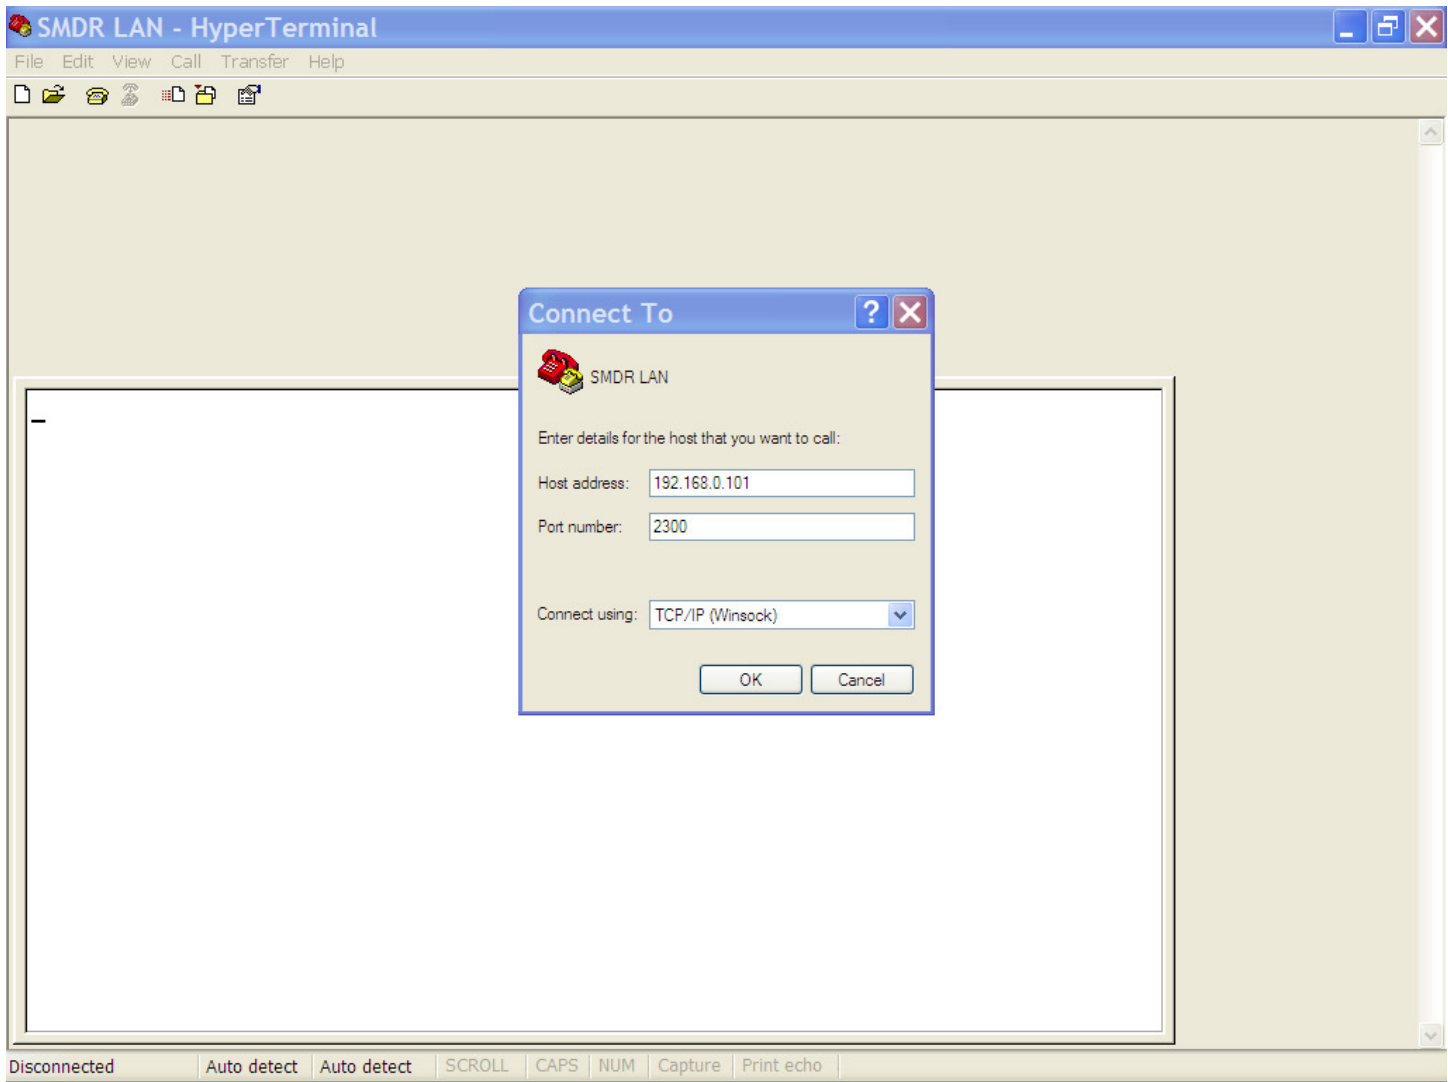 SMDR LAN - HyperTerminal
File Edit View Call Transfer Help
Connect To
?
SMDR LAN
Enter details for the host that you want to call:
Host address: 192.168.0.101
Port number: 2300
Connect using: TCP/IP (Winsock)
OK Cancel
Disconnected Auto detect Auto detect SCROLL CAPS NUM Capture Print echo